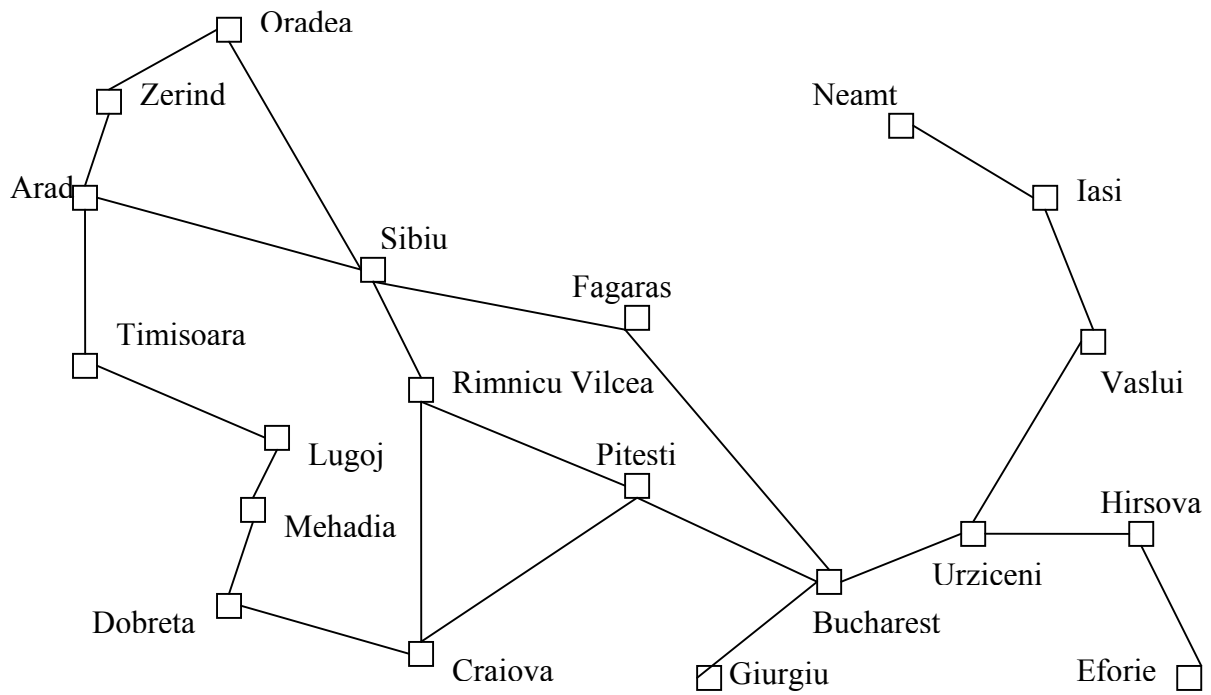 Oradea
Zerind
Neamt
Arad
Iasi
Sibiu
Fagaras
Timisoara
Rimnicu Vilcea
Vaslui
Lugoj
Pitesti
Hirsova
Mehadia
Urziceni
Dobreta
Bucharest
Craiova
Giurgiu
Eforie